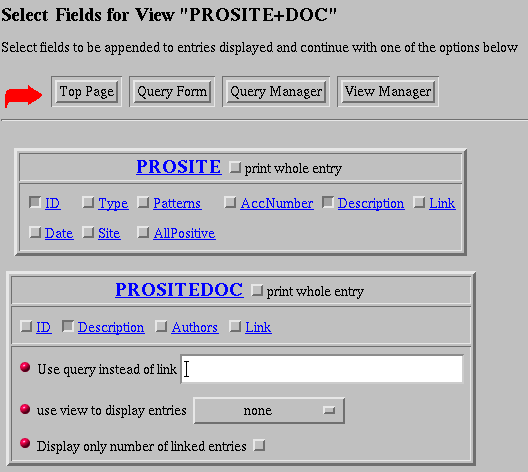 Select Fields for View "PROSITE+DOC"
Select fields to be appended to entries displayed and continue with one of the options below
Top Page Query Form Query Manager View Manager
PROSITE print whole entry
ID Type Patterns AccNumber Description Link
Date Site AllPositive
PROSITEDOC print whole entry
ID Description Authors Link
Use query instead of link
use view to display entries none
Display only number of linked entries